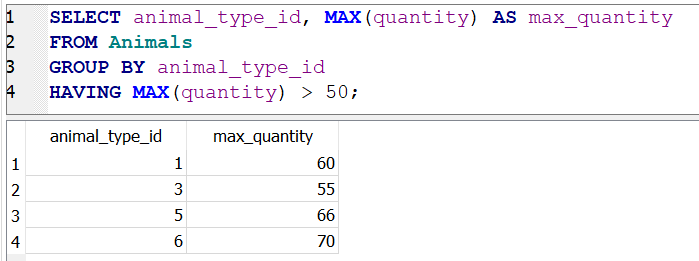 1 SELECT animal_type_id, MAX(quantity) AS max_quantity
2 FROM Animals
3 GROUP BY animal_type_id
4 HAVING MAX(quantity) > 50;
animal_type_id max_quantity
1 1 60
2 3 55
3 5 66
4 6 70